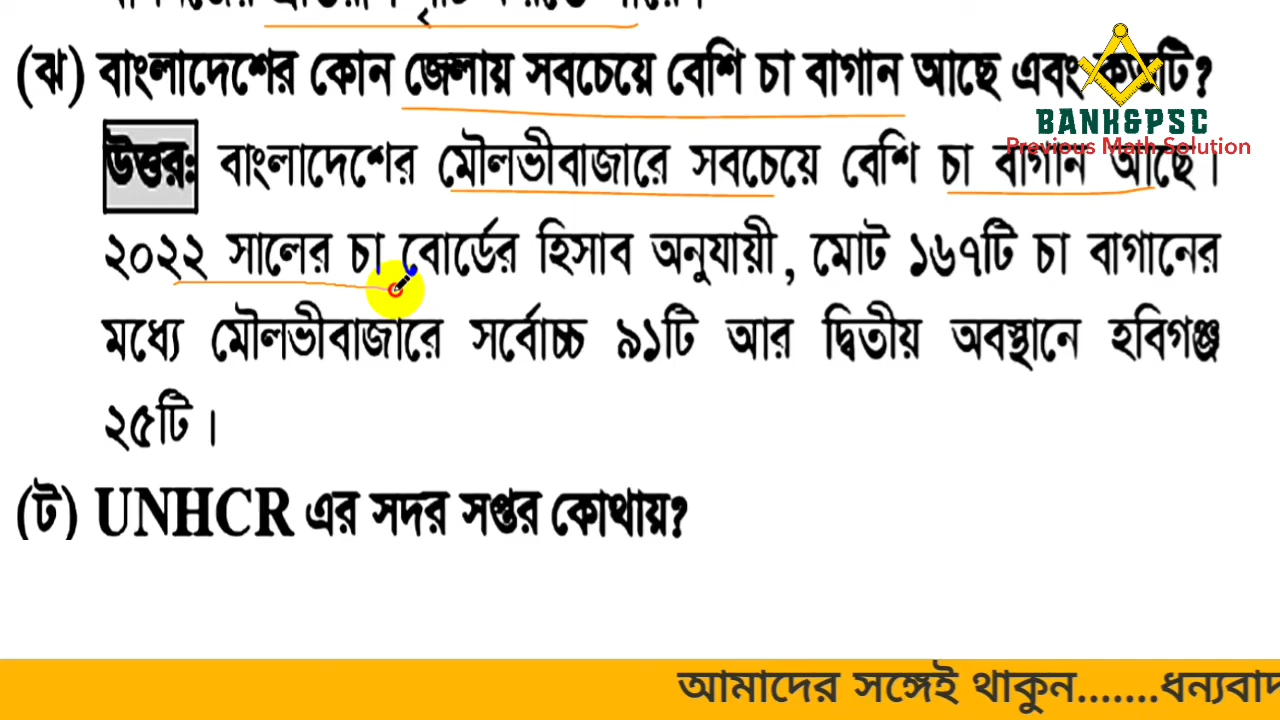 (ঝ) বাংলাদেশের কোন জেলায় সবচেয়ে বেশি চা বাগান আছে এবং কতটি?
BANK&PSC
Previous Math Solution
উত্তর: বাংলাদেশের মৌলভীবাজারে সবচেয়ে বেশি চা বাগান আছে।
২০২২ সালের চা বোর্ডের হিসাব অনুযায়ী, মোট ১৬৭টি চা বাগানের
মধ্যে মৌলভীবাজারে সর্বোচ্চ ৯১টি আর দ্বিতীয় অবস্থানে হবিগঞ্জ
২৫টি।
(ট) UNHCR এর সদর সপ্তর কোথায়?
আমাদের সঙ্গেই থাকুন.......ধন্যবাদ